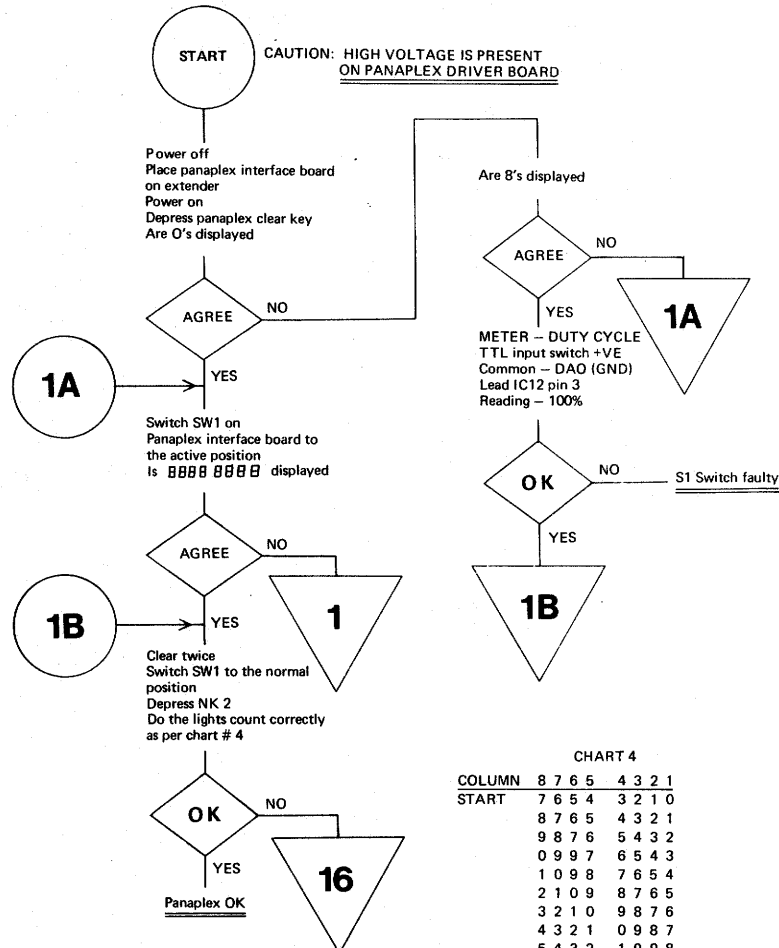 START
CAUTION: HIGH VOLTAGE IS PRESENT
ON PANAPLEX DRIVER BOARD
Power off
Place panaplex interface board
on extender
Power on
Depress panaplex clear key
Are O's displayed
AGREE
NO
YES
1A
Switch SW1 on
Panaplex interface board to
the active position
Is 8888 8888 displayed
AGREE
NO
1
YES
1B
Clear twice
Switch SW1 to the normal
position
Depress NK 2
Do the lights count correctly
as per chart # 4
OK
NO
16
YES
Panaplex OK
Are 8's displayed
AGREE
NO
1A
YES
METER – DUTY CYCLE
TTL input switch +VE
Common – DAO (GND)
Lead IC12 pin 3
Reading – 100%
OK
NO
S1 Switch faulty
YES
1B
CHART 4
COLUMN 8 7 6 5 4 3 2 1
START 7 6 5 4 3 2 1 0
8 7 6 5 4 3 2 1
9 8 7 6 5 4 3 2
0 9 9 7 6 5 4 3
1 0 9 8 7 6 5 4
2 1 0 9 8 7 6 5
3 2 1 0 9 8 7 6
4 3 2 1 0 9 8 7
5 4 3 2 1 0 9 8